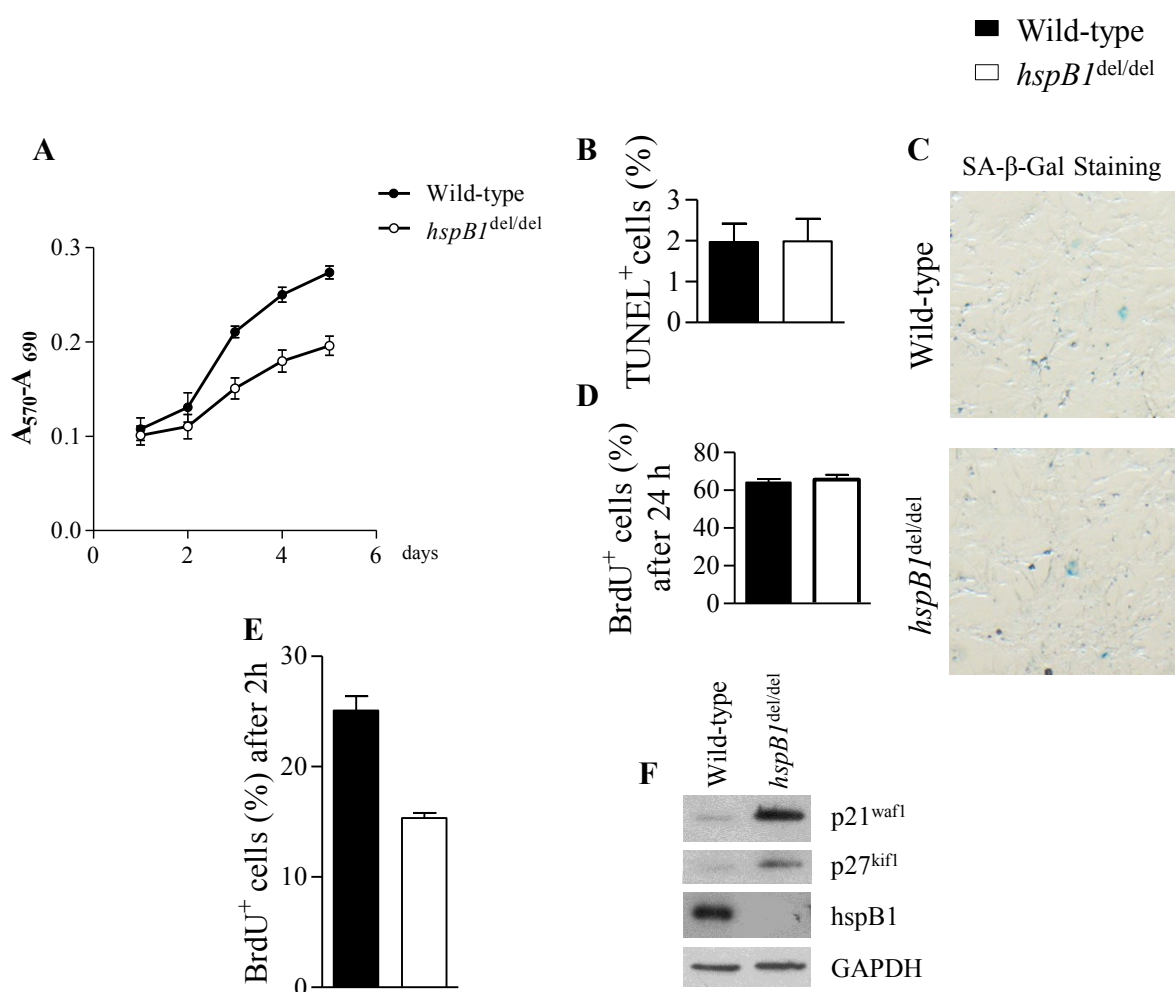 Wild-type
hspB1del/del
A
Wild-type
hspB1del/del
0.3
0.2
0.1
0.0
A570-A 690
0 2 4 6 days
B
TUNEL+cells (%)
3
2
1
0
C
SA-β-Gal Staining
Wild-type
hspB1del/del
D
BrdU+ cells (%)
after 24 h
80
60
40
20
0
E
BrdU+ cells (%) after 2h
30
20
10
0
F
Wild-type
hspB1del/del
p21waf1
p27kif1
hspB1
GAPDH